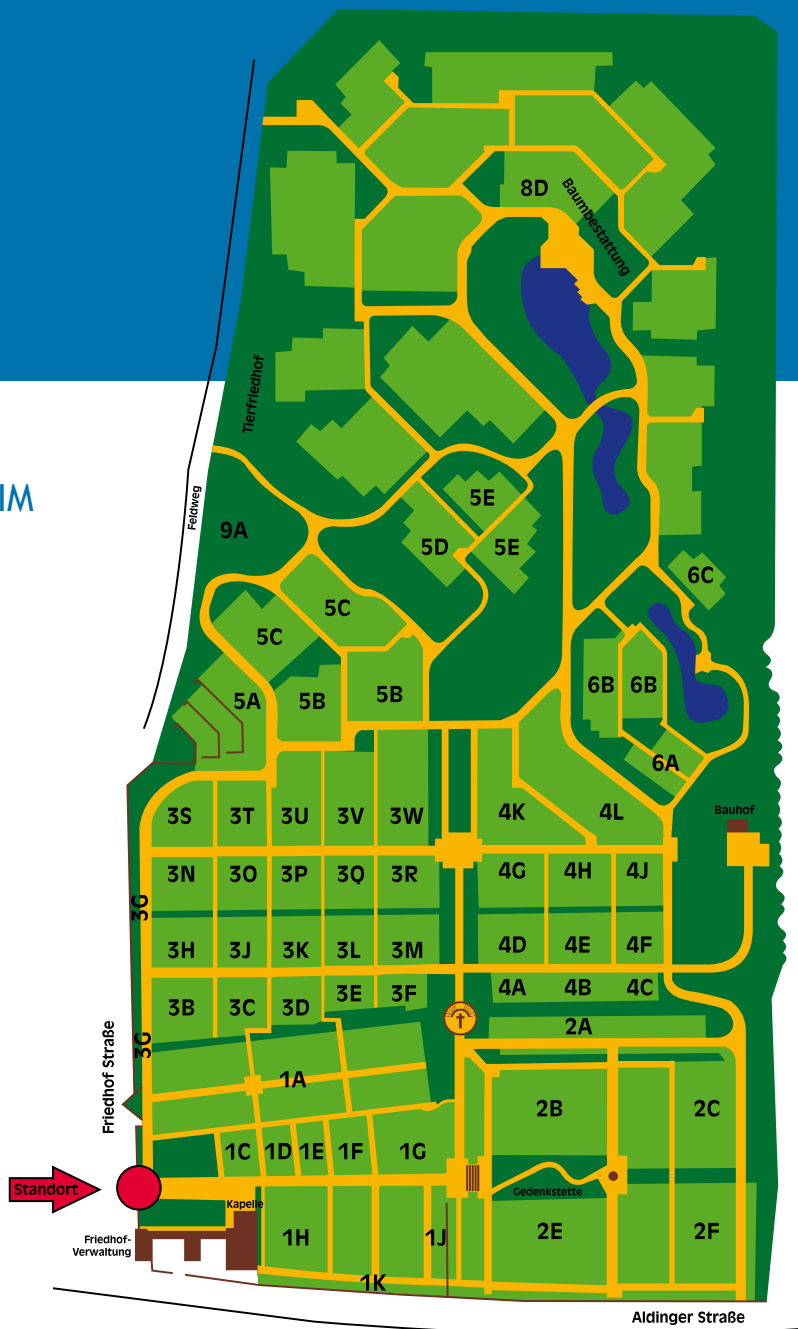 8D
Baumbestattung
Tierfriedhof
IM
Feldweg
9A
5E
5D
5E
6C
5C
5C
6B
6B
5A
5B
5B
6A
3S
3T
3U
3V
3W
4K
4L
Bauhof
3N
3O
3P
3Q
3R
4G
4H
4J
3G
3H
3J
3K
3L
3M
4D
4E
4F
3B
3C
3D
3E
3F
4A
4B
4C
3G
2A
Friedhof Straße
1A
2B
2C
1C
1D
1E
1F
1G
Standort
Gedenkstette
Kapelle
Friedhof-
Verwaltung
1H
1J
2E
2F
1K
Aldinger Straße